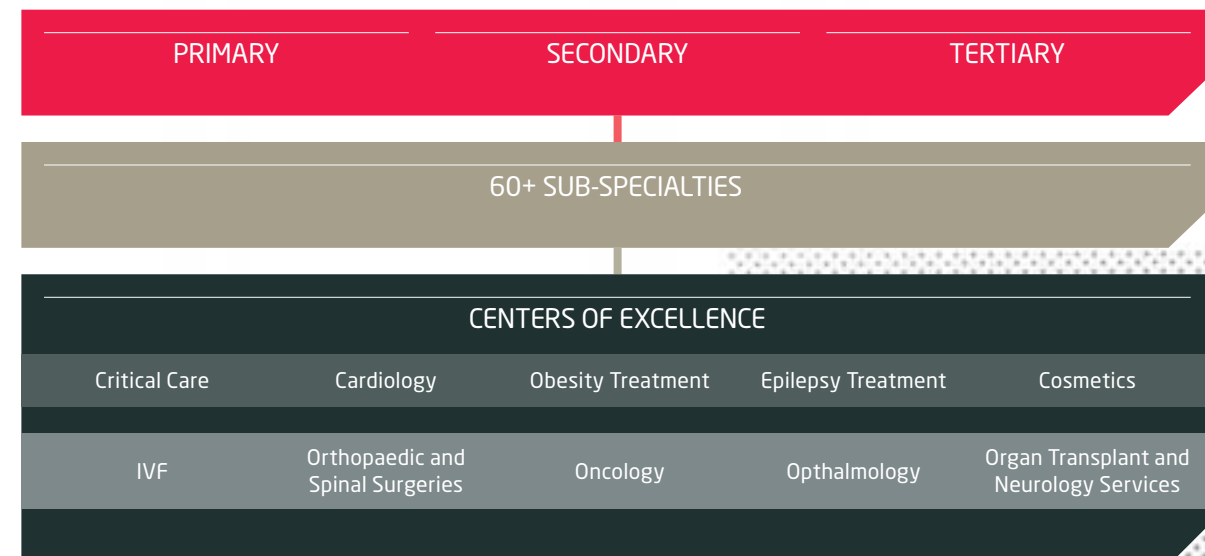 PRIMARY
SECONDARY
TERTIARY
60+ SUB-SPECIALTIES
CENTERS OF EXCELLENCE
Critical Care
Cardiology
Obesity Treatment
Epilepsy Treatment
Cosmetics
IVF
Orthopaedic and
Spinal Surgeries
Oncology
Opthalmology
Organ Transplant and
Neurology Services